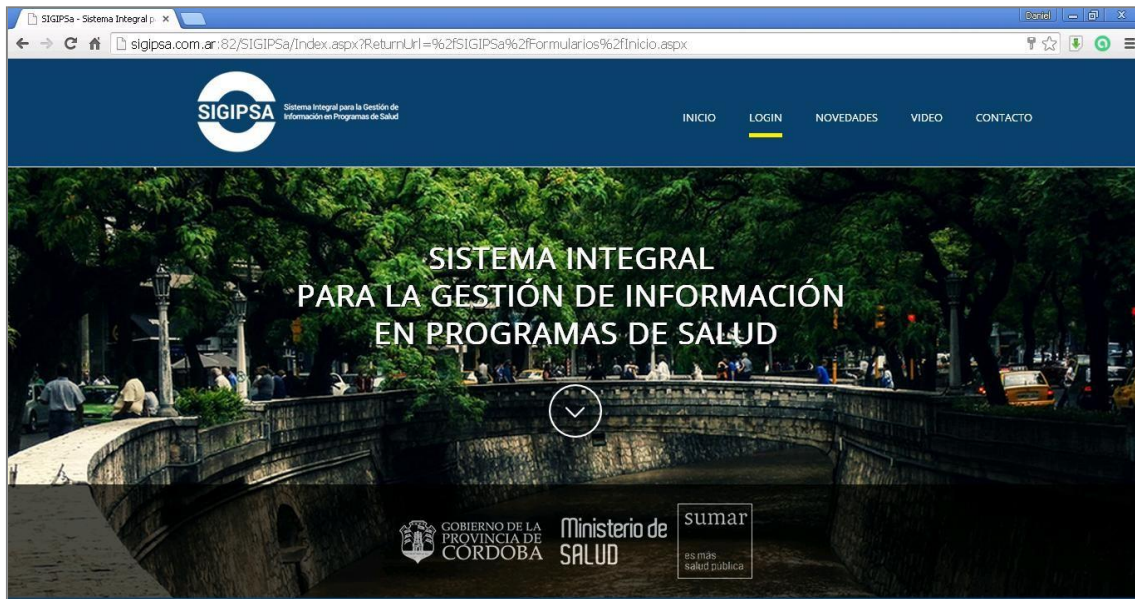 SIGIPSa - Sistema Integral p
Daniel
sigipsa.com.ar:82/SIGIPSa/Index.aspx?ReturnUrl=%2fSIGIPSa%2fFormularios%2fInicio.aspx
SIGIPSA
Sistema Integral para la Gestión de
Información en Programas de Salud
INICIO LOGIN NOVEDADES VIDEO CONTACTO
SISTEMA INTEGRAL
PARA LA GESTIÓN DE INFORMACIÓN
EN PROGRAMAS DE SALUD
GOBIERNO DE LA
PROVINCIA DE
CÓRDOBA
Ministerio de
SALUD
sumar
es más
salud pública